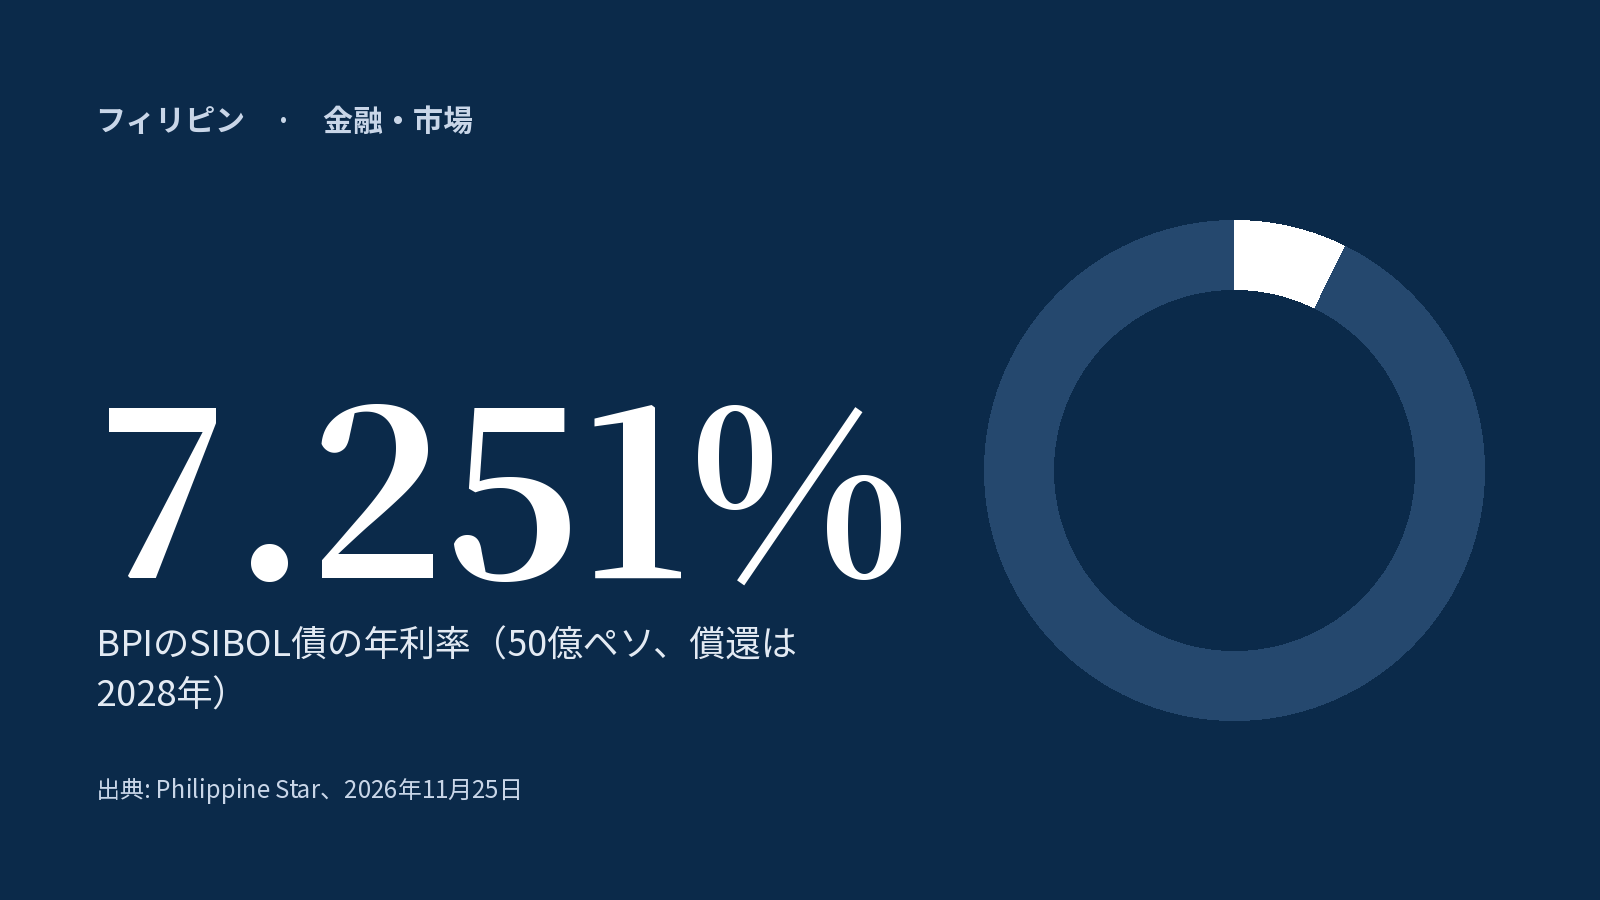 フィリピン · 金融・市場
7.251%
BPIのSIBOL債の年利率（50億ペソ、償還は
2028年）
出典: Philippine Star、2026年11月25日